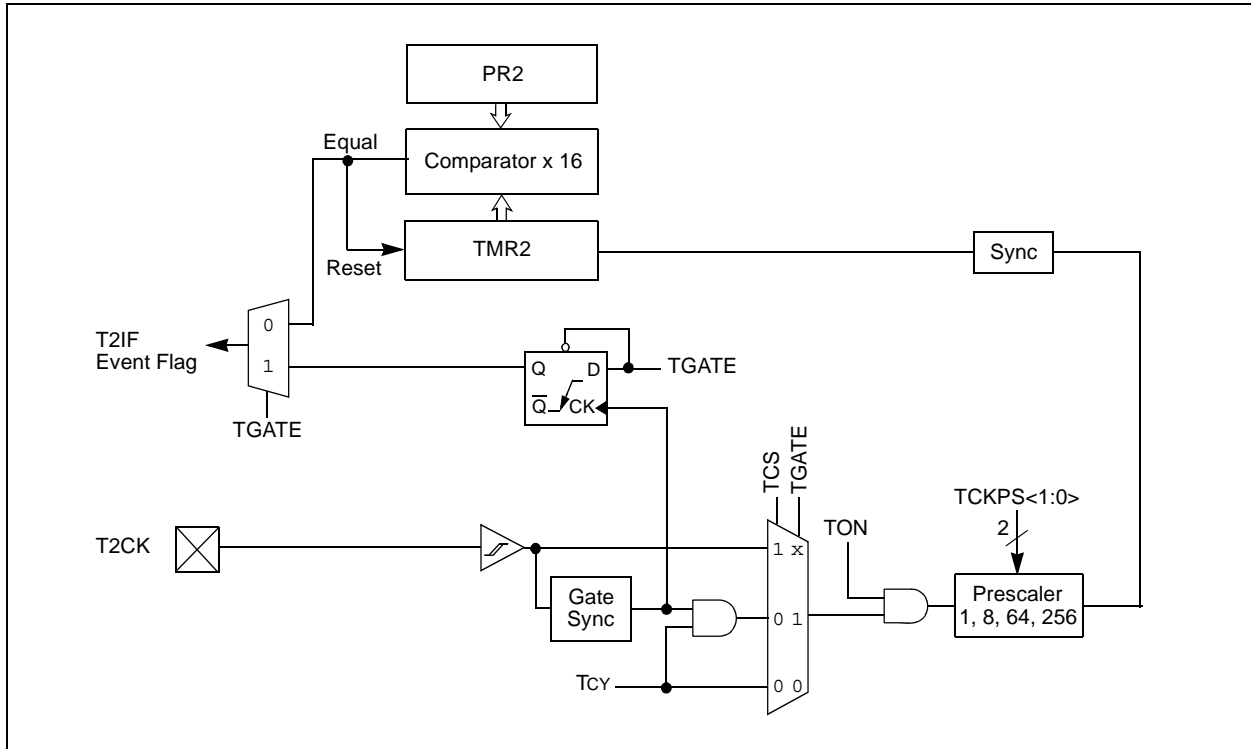 PR2
Equal
Comparator x 16
TMR2
Reset
Sync
T2IF
Event Flag
0
1
TGATE
Q
D
Q̅
CK
TGATE
TCS
TGATE
TCKPS<1:0>
2
TON
T2CK
1 x
Gate
Sync
0 1
Prescaler
1, 8, 64, 256
TCY
0 0